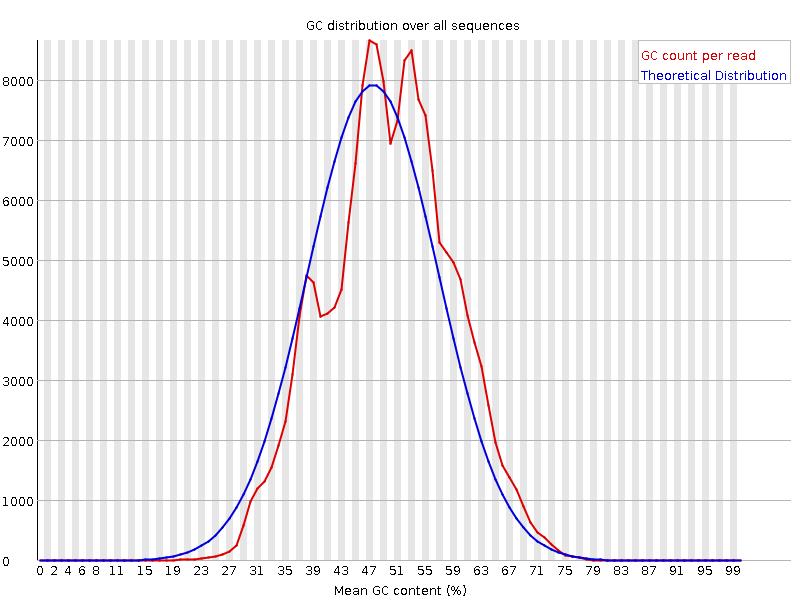 GC distribution over all sequences
GC count per read
Theoretical Distribution
8000
7000
6000
5000
4000
3000
2000
1000
0
0 2 4 6 8 11 15 19 23 27 31 35 39 43 47 51 55 59 63 67 71 75 79 83 87 91 95 99
Mean GC content (%)